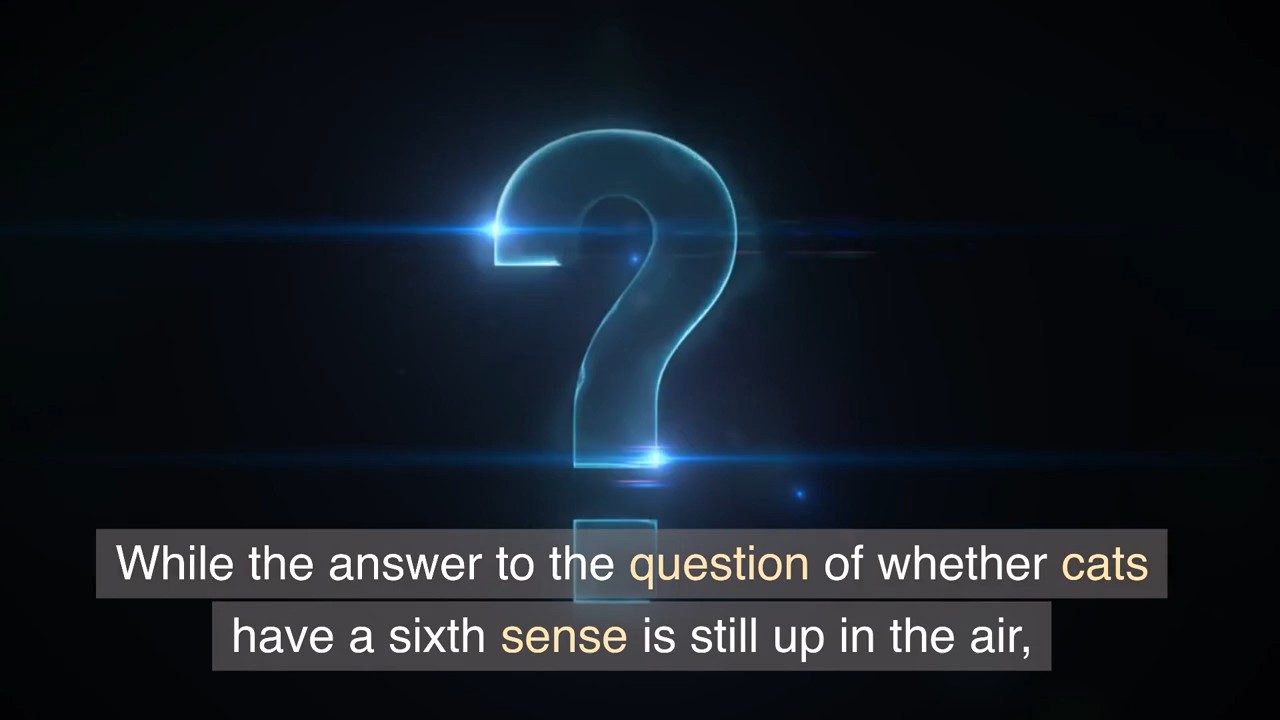 While the answer to the question of whether cats
have a sixth sense is still up in the air,